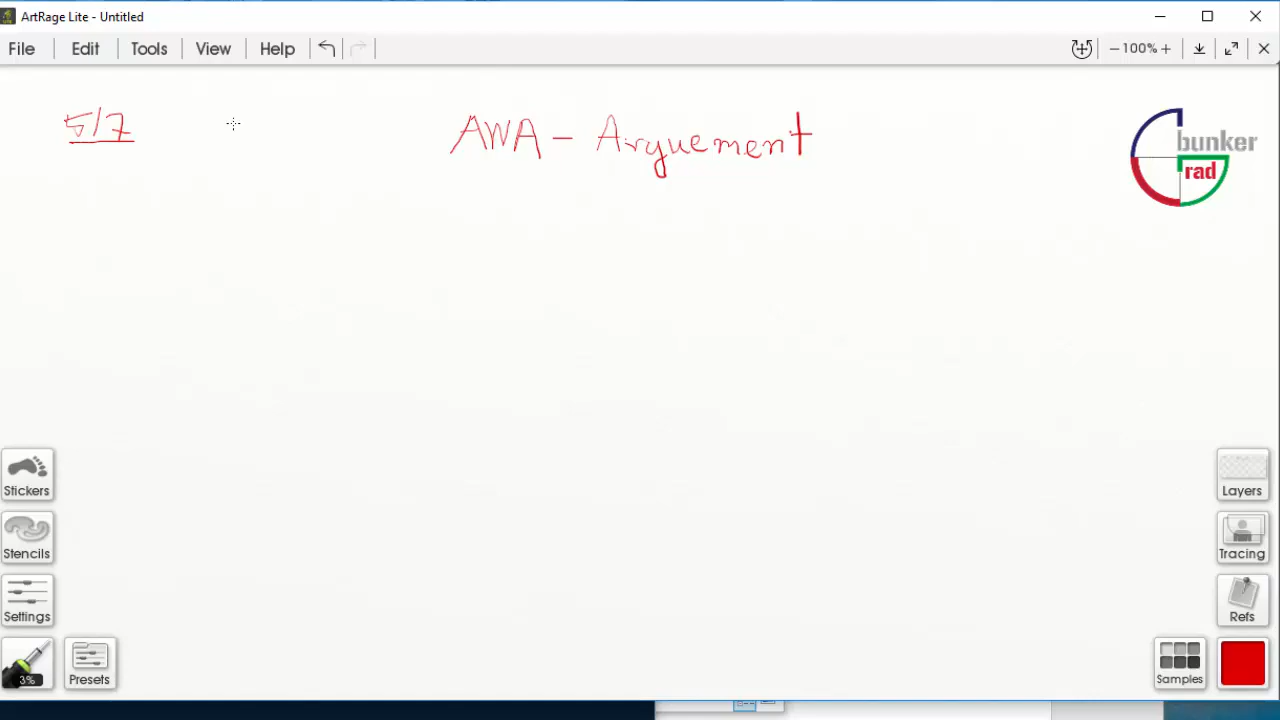 ArtRage Lite - Untitled
File Edit Tools View Help −100%+
5/7 AWA - Arguement
bunker
rad
Stickers
Layers
Stencils
Tracing
Settings
Refs
3%
Presets
Samples